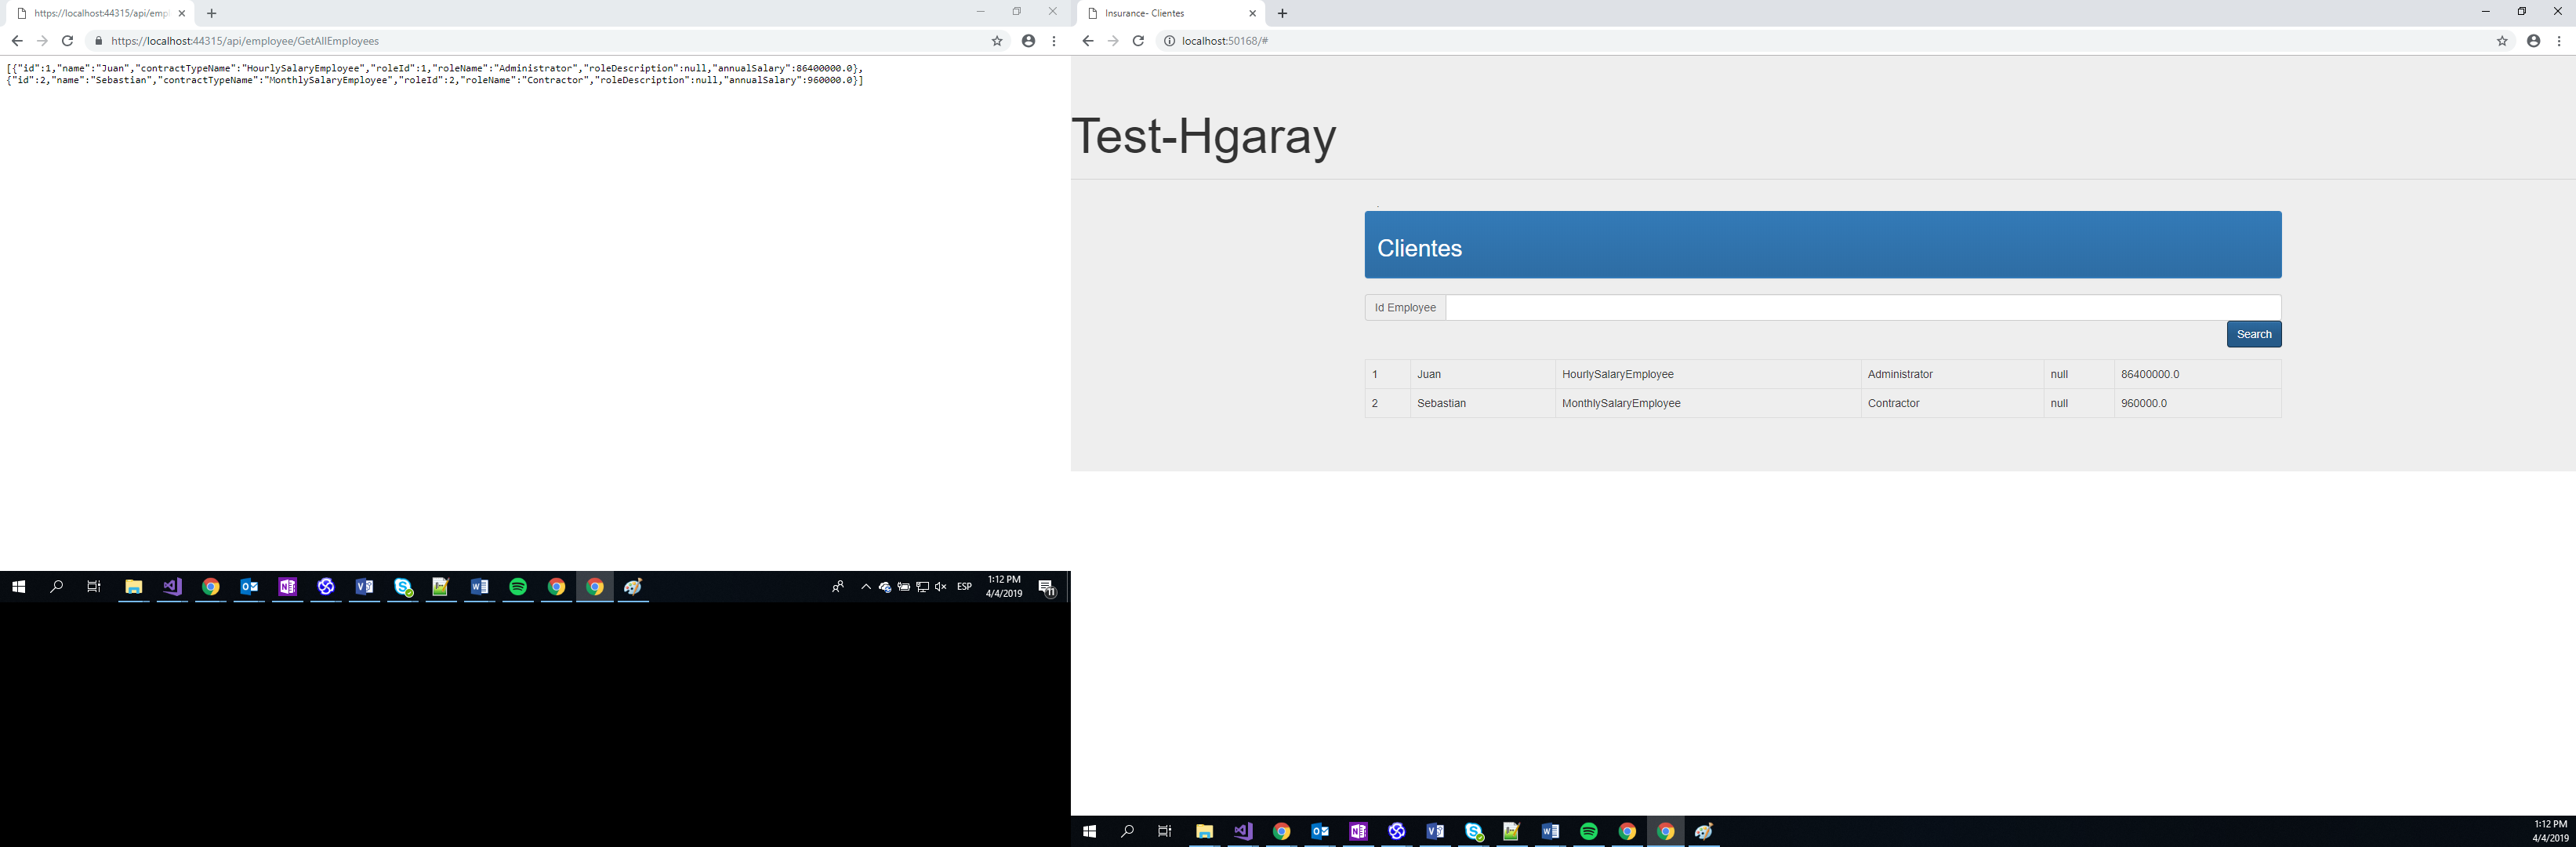 https://localhost:44315/api/emp
https://localhost:44315/api/employee/GetAllEmployees
[{"id":1,"name":"Juan","contractTypeName":"HourlySalaryEmployee","roleId":1,"roleName":"Administrator","roleDescription":null,"annualSalary":86400000.0},
{"id":2,"name":"Sebastian","contractTypeName":"MonthlySalaryEmployee","roleId":2,"roleName":"Contractor","roleDescription":null,"annualSalary":960000.0}]
ESP
1:12 PM
4/4/2019
11
Insurance- Clientes
localhost:50168/#
Test-Hgaray
Clientes
Id Employee
Search
1 Juan HourlySalaryEmployee Administrator null 86400000.0
2 Sebastian MonthlySalaryEmployee Contractor null 960000.0
1:12 PM
4/4/2019